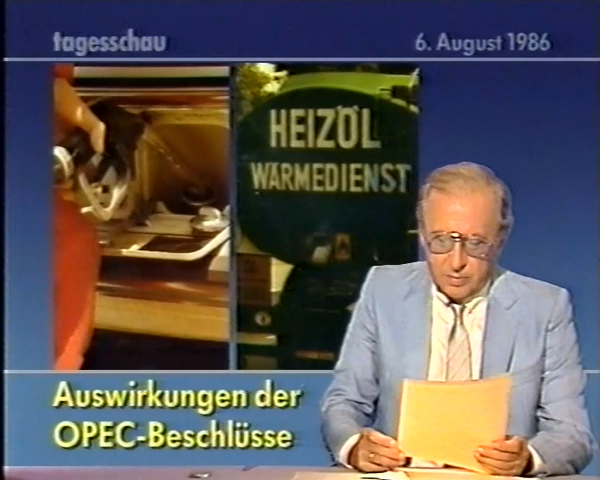 tagesschau
6. August 1986
HEIZÖL
WÄRMEDIENST
Auswirkungen der
OPEC-Beschlüsse